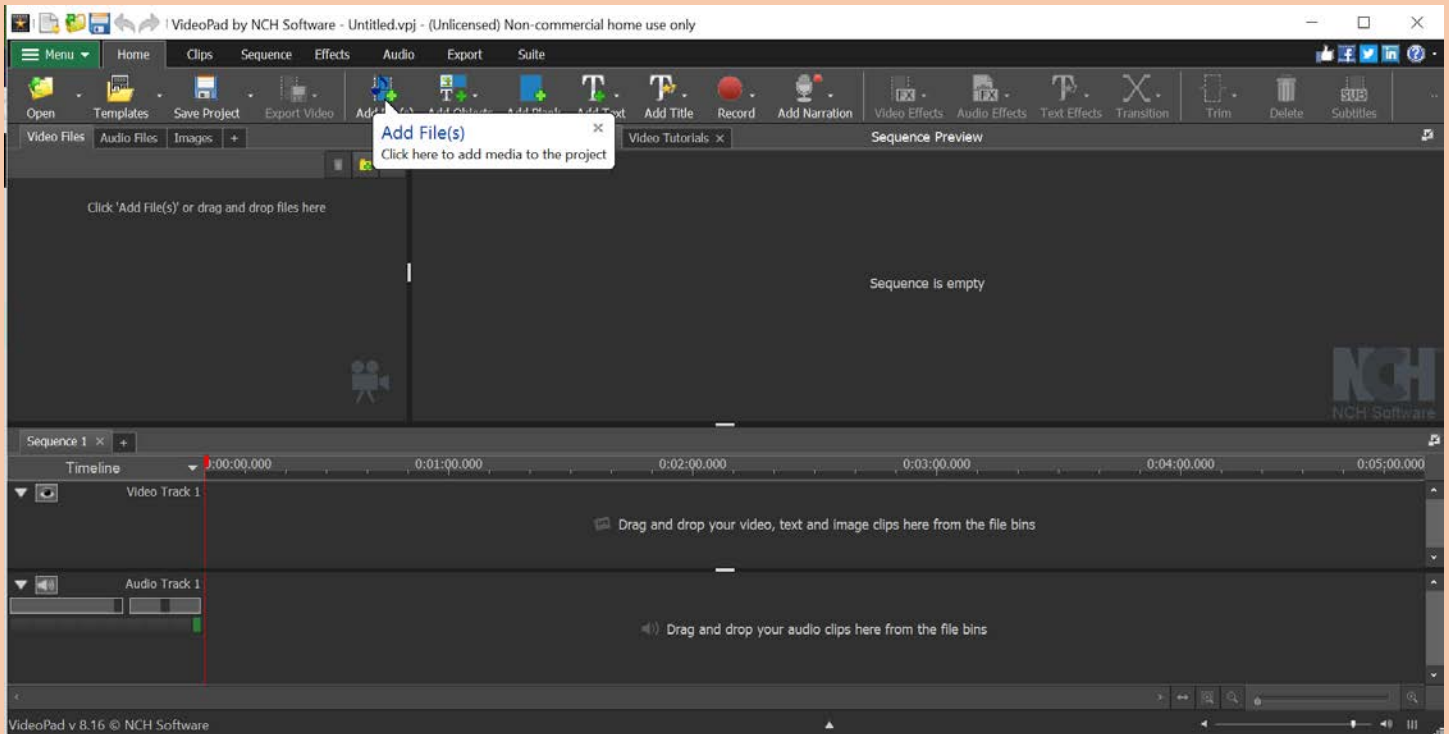 VideoPad by NCH Software - Untitled.vpj - (Unlicensed) Non-commercial home use only
Menu Home Clips Sequence Effects Audio Export Suite
Open Templates Save Project Export Video Add Title Record Add Narration Video Effects Audio Effects Text Effects Transition Trim Delete Subtitles
Video Files Audio Files Images + Video Tutorials × Sequence Preview
Add File(s)
Click here to add media to the project
Click 'Add File(s)' or drag and drop files here
Sequence is empty
NCH
NCH Software
Sequence 1 × +
Timeline 0:00:00.000 0:01:00.000 0:02:00.000 0:03:00.000 0:04:00.000 0:05:00.000
Video Track 1
Drag and drop your video, text and image clips here from the file bins
Audio Track 1
Drag and drop your audio clips here from the file bins
VideoPad v 8.16 © NCH Software